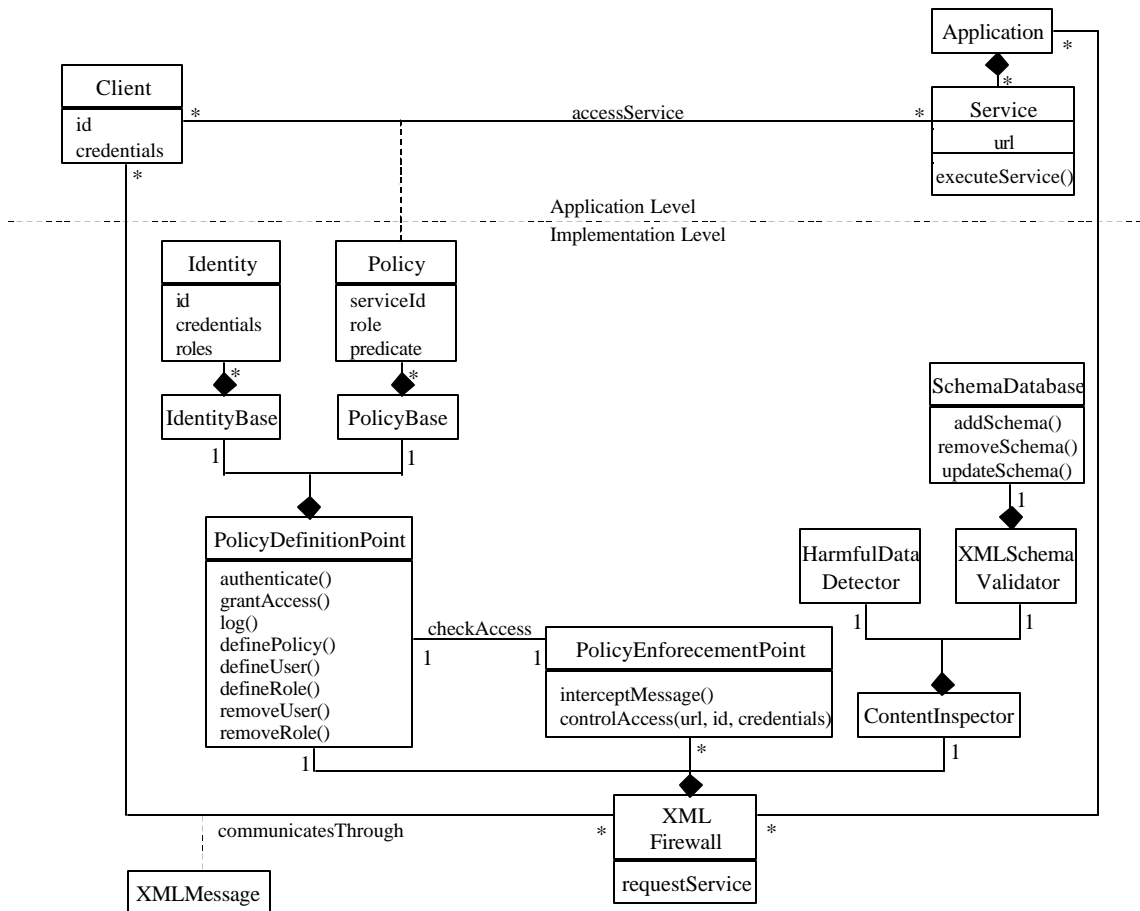 Application
*
*
Client
id
credentials
*
*
accessService
*
Service
url
executeService()
Application Level
Implementation Level
Identity
id
credentials
roles
*
Policy
serviceId
role
predicate
*
IdentityBase
PolicyBase
1
1
SchemaDatabase
addSchema()
removeSchema()
updateSchema()
1
PolicyDefinitionPoint
authenticate()
grantAccess()
log()
definePolicy()
defineUser()
defineRole()
removeUser()
removeRole()
HarmfulData
Detector
XMLSchema
Validator
1
1
checkAccess
1
1
PolicyEnforecementPoint
interceptMessage()
controlAccess(url, id, credentials)
ContentInspector
1
*
1
communicatesThrough
*
XML
Firewall
requestService
*
XMLMessage